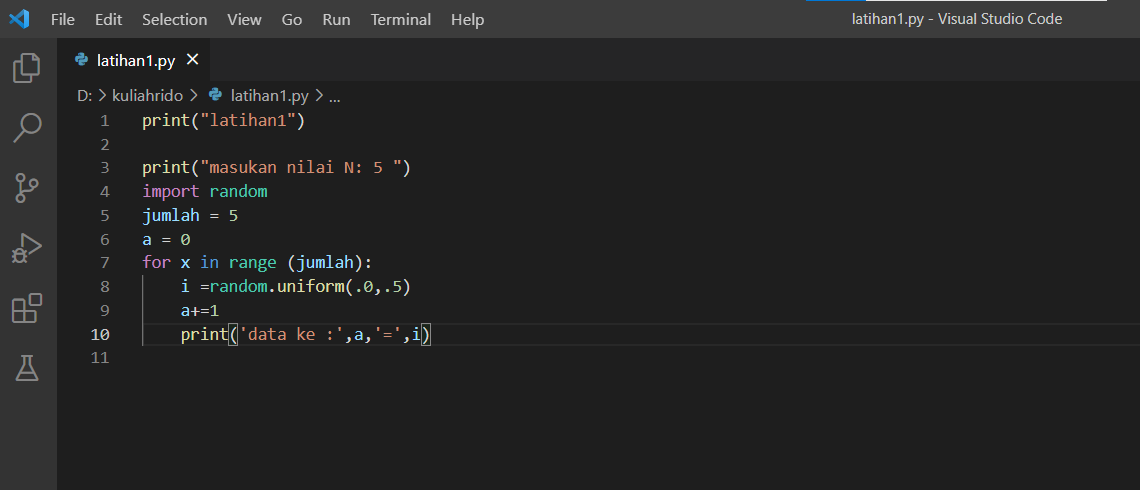 File Edit Selection View Go Run Terminal Help latihan1.py - Visual Studio Code
latihan1.py ×
D: > kuliahrido > latihan1.py > ...
1 print("latihan1")
2
3 print("masukan nilai N: 5 ")
4 import random
5 jumlah = 5
6 a = 0
7 for x in range (jumlah):
8     i =random.uniform(.0,.5)
9     a+=1
10     print('data ke :',a,'=',i)
11